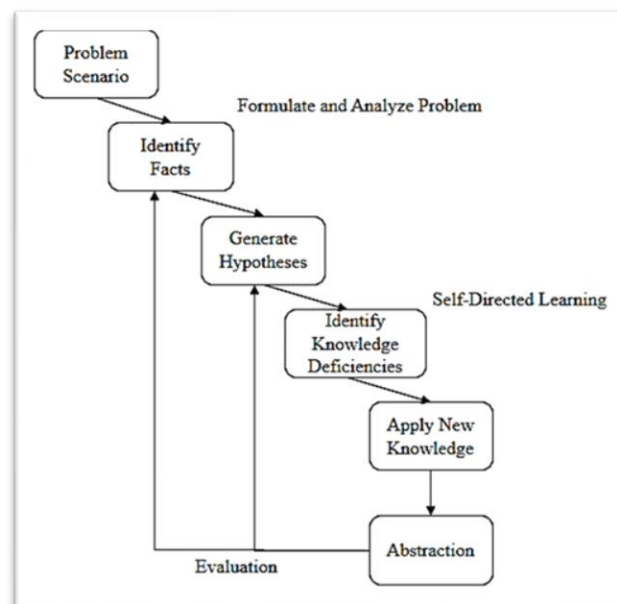 Problem
Scenario
Formulate and Analyze Problem
Identify
Facts
Generate
Hypotheses
Self-Directed Learning
Identify
Knowledge
Deficiencies
Apply New
Knowledge
Abstraction
Evaluation